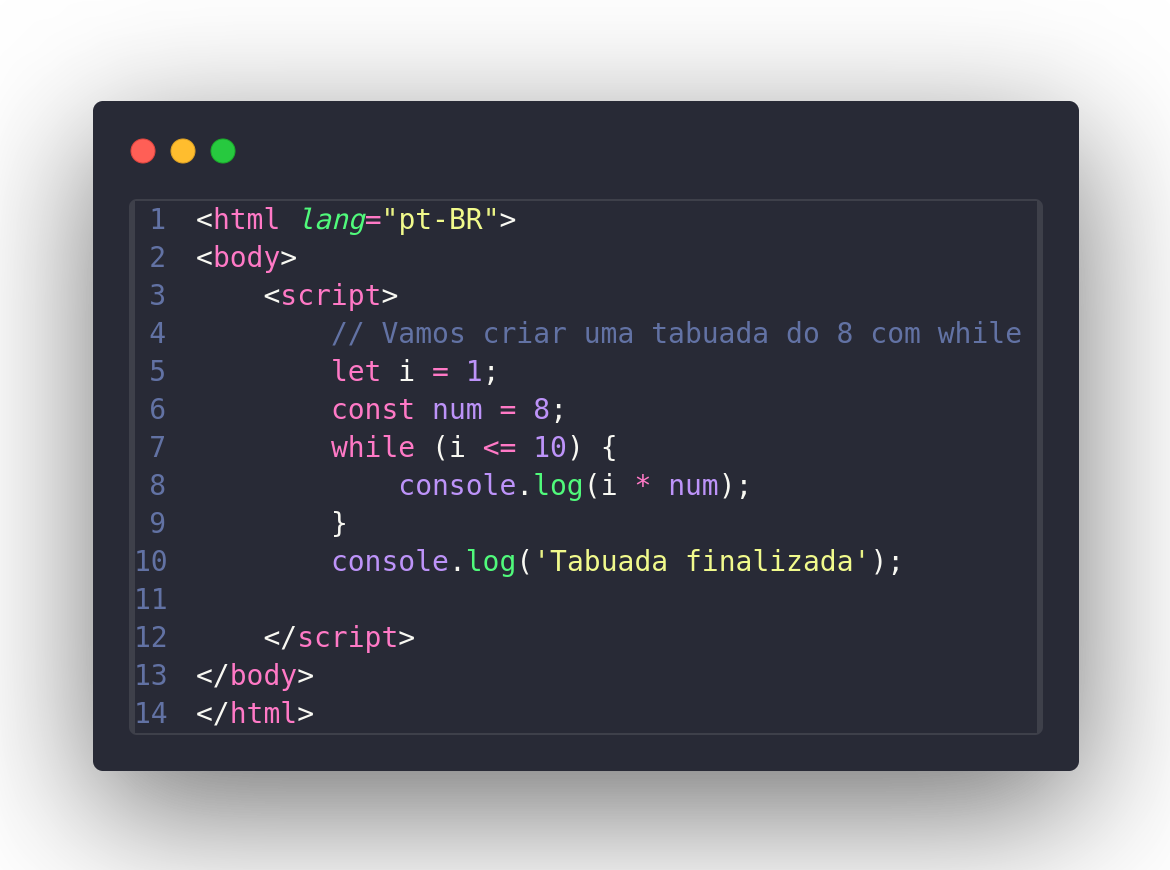 1 <html lang="pt-BR">
2 <body>
3     <script>
4         // Vamos criar uma tabuada do 8 com while
5         let i = 1;
6         const num = 8;
7         while (i <= 10) {
8             console.log(i * num);
9         }
10         console.log('Tabuada finalizada');
11
12     </script>
13 </body>
14 </html>